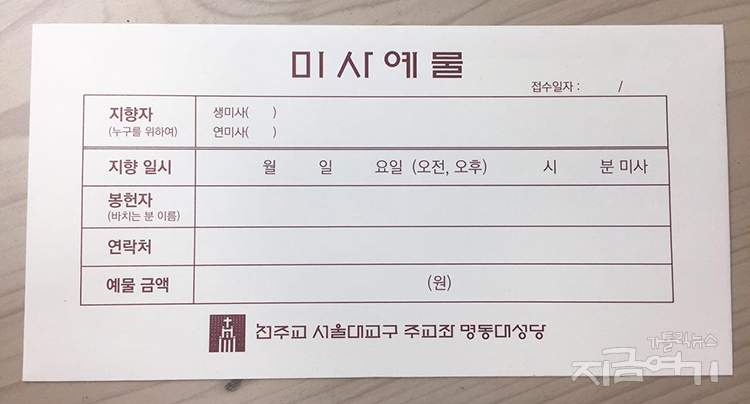 미사예물
접수일자 : /
지향자
(누구를 위하여)
생미사( )
연미사( )
지향 일시 월 일 요일 (오전, 오후) 시 분 미사
봉헌자
(바치는 분 이름)
연락처
예물 금액 (원)
천주교 서울대교구 주교좌 명동대성당
가톨릭뉴스
지금여기